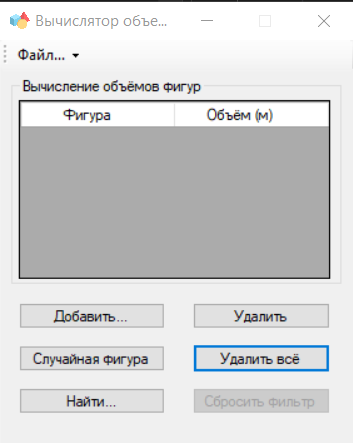 Вычислятор объе...
Файл...
Вычисление объёмов фигур
Фигура Объём (м)
Добавить... Удалить
Случайная фигура Удалить всё
Найти... Сбросить фильтр